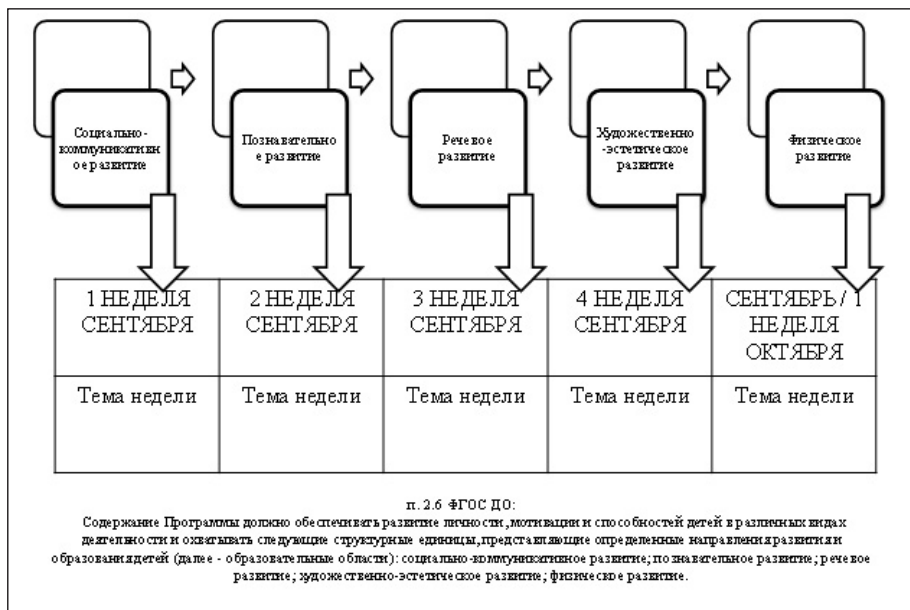 Социально-
коммуникативн
ое развитие
Познавательно
е развитие
Речевое
развитие
Художественно
-эстетическое
развитие
Физическое
развитие
1 НЕДЕЛЯ
СЕНТЯБРЯ
2 НЕДЕЛЯ
СЕНТЯБРЯ
3 НЕДЕЛЯ
СЕНТЯБРЯ
4 НЕДЕЛЯ
СЕНТЯБРЯ
СЕНТЯБРЬ / 1
НЕДЕЛЯ
ОКТЯБРЯ
Тема недели
Тема недели
Тема недели
Тема недели
Тема недели
п. 2.6 ФГОС ДО:
Содержание Программы должно обеспечивать развитие личности, мотивации и способностей детей в различных видах
деятельности и охватывать следующие структурные единицы, представляющие определенные направления развития и
образования детей (далее - образовательные области): социально-коммуникативное развитие; познавательное развитие; речевое
развитие; художественно-эстетическое развитие; физическое развитие.